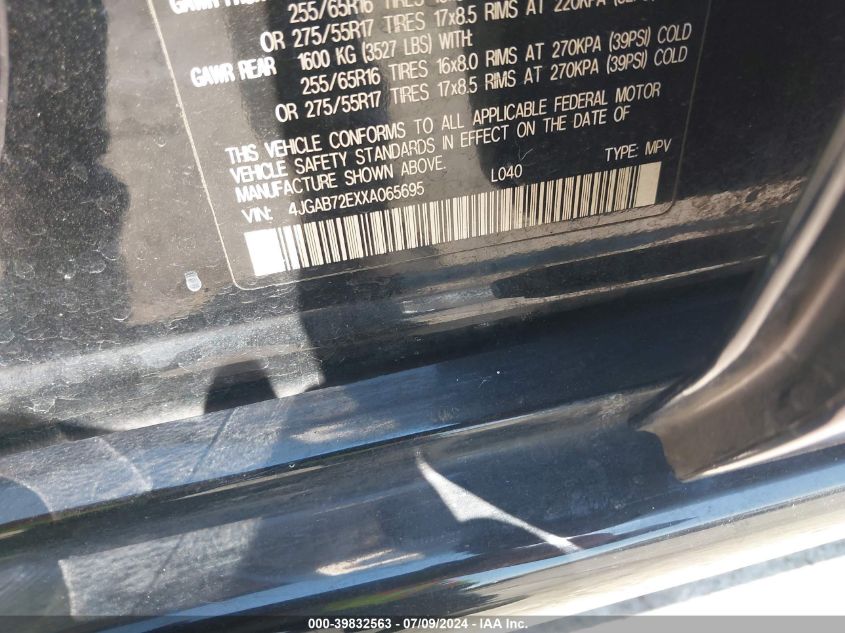 255/65R16 TIRES
OR 275/55R17 TIRES 17x8.5 RIMS AT 220KPA
GAWR REAR 1600 KG (3527 LBS) WITH:
255/65R16 TIRES 16x8.0 RIMS AT 270KPA (39PSI) COLD
OR 275/55R17 TIRES 17x8.5 RIMS AT 270KPA (39PSI) COLD
THIS VEHICLE CONFORMS TO ALL APPLICABLE FEDERAL MOTOR
VEHICLE SAFETY STANDARDS IN EFFECT ON THE DATE OF
MANUFACTURE SHOWN ABOVE. L040 TYPE: MPV
VIN: 4JGAB72EXXA065695
000-39832563 / 07/09/2024 - © IAA Inc.